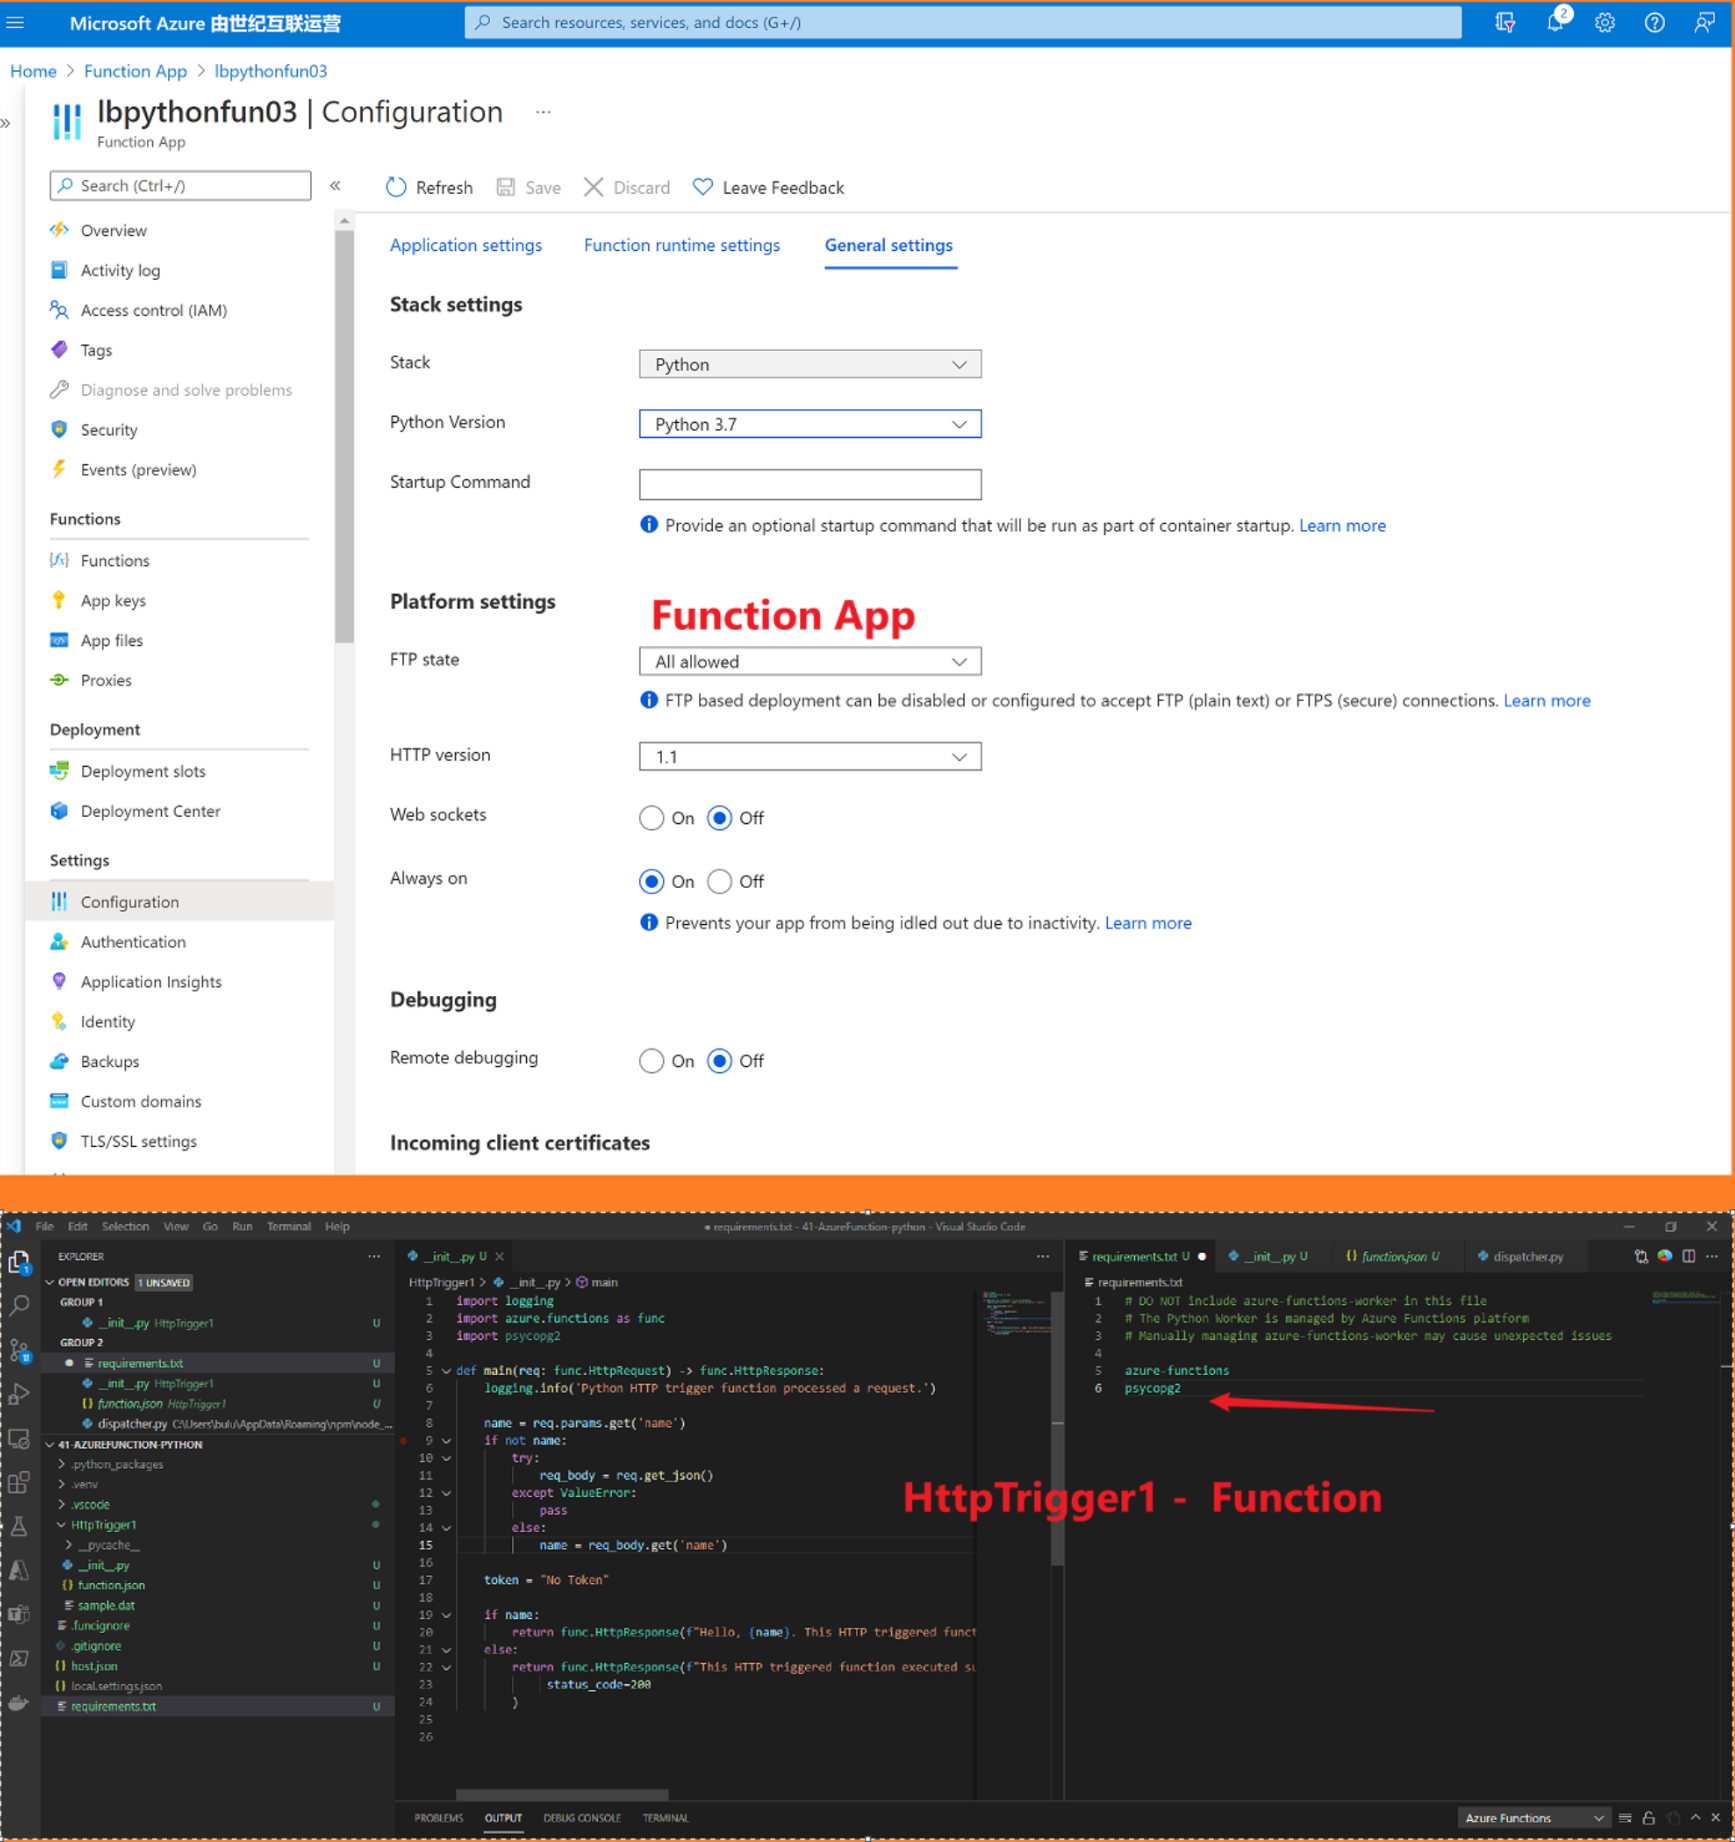 Microsoft Azure 由世纪互联运营
Search resources, services, and docs (G+/)
2
Home > Function App > lbpythonfun03
lbpythonfun03 | Configuration ...
Function App
Search (Ctrl+/)
Refresh
Save
Discard
Leave Feedback
Overview
Activity log
Access control (IAM)
Tags
Diagnose and solve problems
Security
Events (preview)
Functions
Functions
App keys
App files
Proxies
Deployment
Deployment slots
Deployment Center
Settings
Configuration
Authentication
Application Insights
Identity
Backups
Custom domains
TLS/SSL settings
Application settings
Function runtime settings
General settings
Stack settings
Stack
Python
Python Version
Python 3.7
Startup Command
Provide an optional startup command that will be run as part of container startup. Learn more
Platform settings
Function App
FTP state
All allowed
FTP based deployment can be disabled or configured to accept FTP (plain text) or FTPS (secure) connections. Learn more
HTTP version
1.1
Web sockets
On Off
Always on
On Off
Prevents your app from being idled out due to inactivity. Learn more
Debugging
Remote debugging
On Off
Incoming client certificates
File Edit Selection View Go Run Terminal Help
● requirements.txt - 41-AzureFunction-python - Visual Studio Code
EXPLORER ...
OPEN EDITORS 1 UNSAVED
GROUP 1
__init__.py HttpTrigger1 U
GROUP 2
● requirements.txt U
__init__.py HttpTrigger1 U
{} function.json HttpTrigger1 U
dispatcher.py C:\Users\bulu\AppData\Roaming\npm\node_...
41-AZUREFUNCTION-PYTHON
.python_packages
.venv
.vscode
HttpTrigger1
__pycache__
__init__.py U
{} function.json U
sample.dat U
.funcignore U
.gitignore U
{} host.json U
{} local.settings.json
requirements.txt U
__init__.py U
HttpTrigger1 > __init__.py > main
1 import logging
2 import azure.functions as func
3 import psycopg2
4
5 def main(req: func.HttpRequest) -> func.HttpResponse:
6 logging.info('Python HTTP trigger function processed a request.')
7
8 name = req.params.get('name')
9 if not name:
10 try:
11 req_body = req.get_json()
12 except ValueError:
13 pass
14 else:
15 name = req_body.get('name')
16
17 token = "No Token"
18
19 if name:
20 return func.HttpResponse(f"Hello, {name}. This HTTP triggered funct
21 else:
22 return func.HttpResponse(f"This HTTP triggered function executed su
23 status_code=200
24 )
25
26
requirements.txt U ●
__init__.py U
{} function.json U
dispatcher.py
requirements.txt
1 # DO NOT include azure-functions-worker in this file
2 # The Python Worker is managed by Azure Functions platform
3 # Manually managing azure-functions-worker may cause unexpected issues
4
5 azure-functions
6 psycopg2
HttpTrigger1 - Function
PROBLEMS OUTPUT DEBUG CONSOLE TERMINAL
Azure Functions